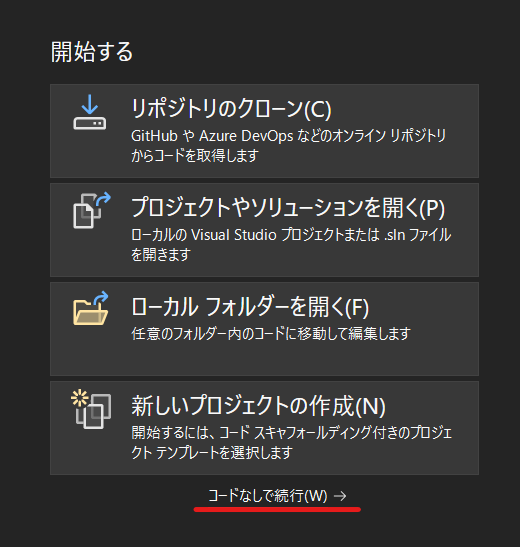 開始する
リポジトリのクローン(C)
GitHub や Azure DevOps などのオンライン リポジトリ
からコードを取得します
プロジェクトやソリューションを開く(P)
ローカルの Visual Studio プロジェクトまたは .sln ファイル
を開きます
ローカル フォルダーを開く(F)
任意のフォルダー内のコードに移動して編集します
新しいプロジェクトの作成(N)
開始するには、コード スキャフォールディング付きのプロジェ
クト テンプレートを選択します
コードなしで続行(W) →